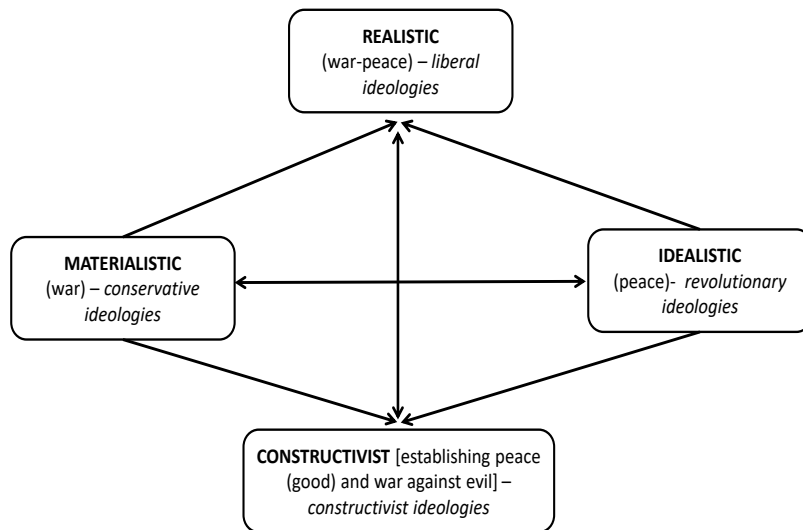 REALISTIC
(war-peace) – liberal
ideologies
MATERIALISTIC
(war) – conservative
ideologies
IDEALISTIC
(peace)- revolutionary
ideologies
CONSTRUCTIVIST [establishing peace
(good) and war against evil] –
constructivist ideologies